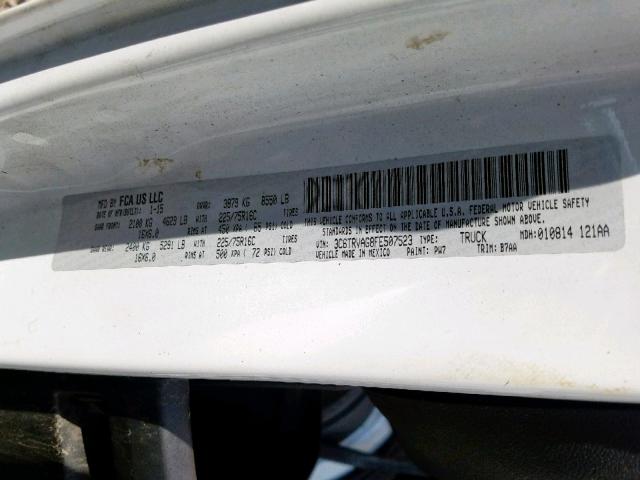 MFD BY FCA US LLC
DATE OF MFR: 1-15 GVWR: 3878 KG 8550 LB
GAWR FRONT: 2100 KG 4629 LB WITH 225/75R16C TIRES
16X6.0 RIMS AT 450 KPA ( 65 PSI) COLD
GAWR REAR: 2400 KG 5291 LB WITH 225/75R16C TIRES
16X6.0 RIMS AT 500 KPA ( 72 PSI) COLD
THIS VEHICLE CONFORMS TO ALL APPLICABLE U.S.A. FEDERAL MOTOR VEHICLE SAFETY
STANDARDS IN EFFECT ON THE DATE OF MANUFACTURE SHOWN ABOVE.
VIN: 3C6TRVAG8FE507523 TYPE: TRUCK MDH:010814 121AA
VEHICLE MADE IN MEXICO PAINT: PW7 TRIM: B7AA